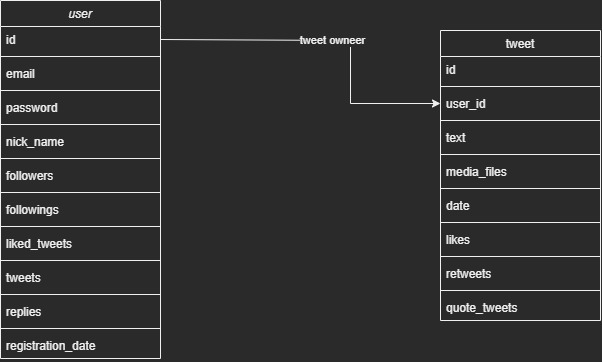 user
id
email
password
nick_name
followers
followings
liked_tweets
tweets
replies
registration_date
tweet owneer
tweet
id
user_id
text
media_files
date
likes
retweets
quote_tweets